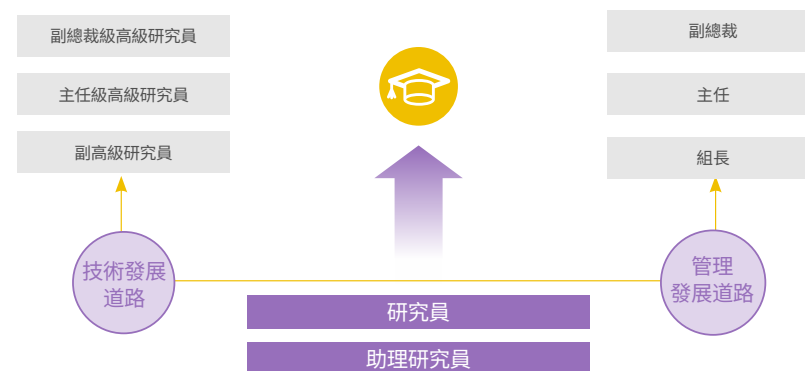 副總裁級高級研究員
主任級高級研究員
副高級研究員
技術發展
道路
副總裁
主任
組長
管理
發展道路
研究員
助理研究員